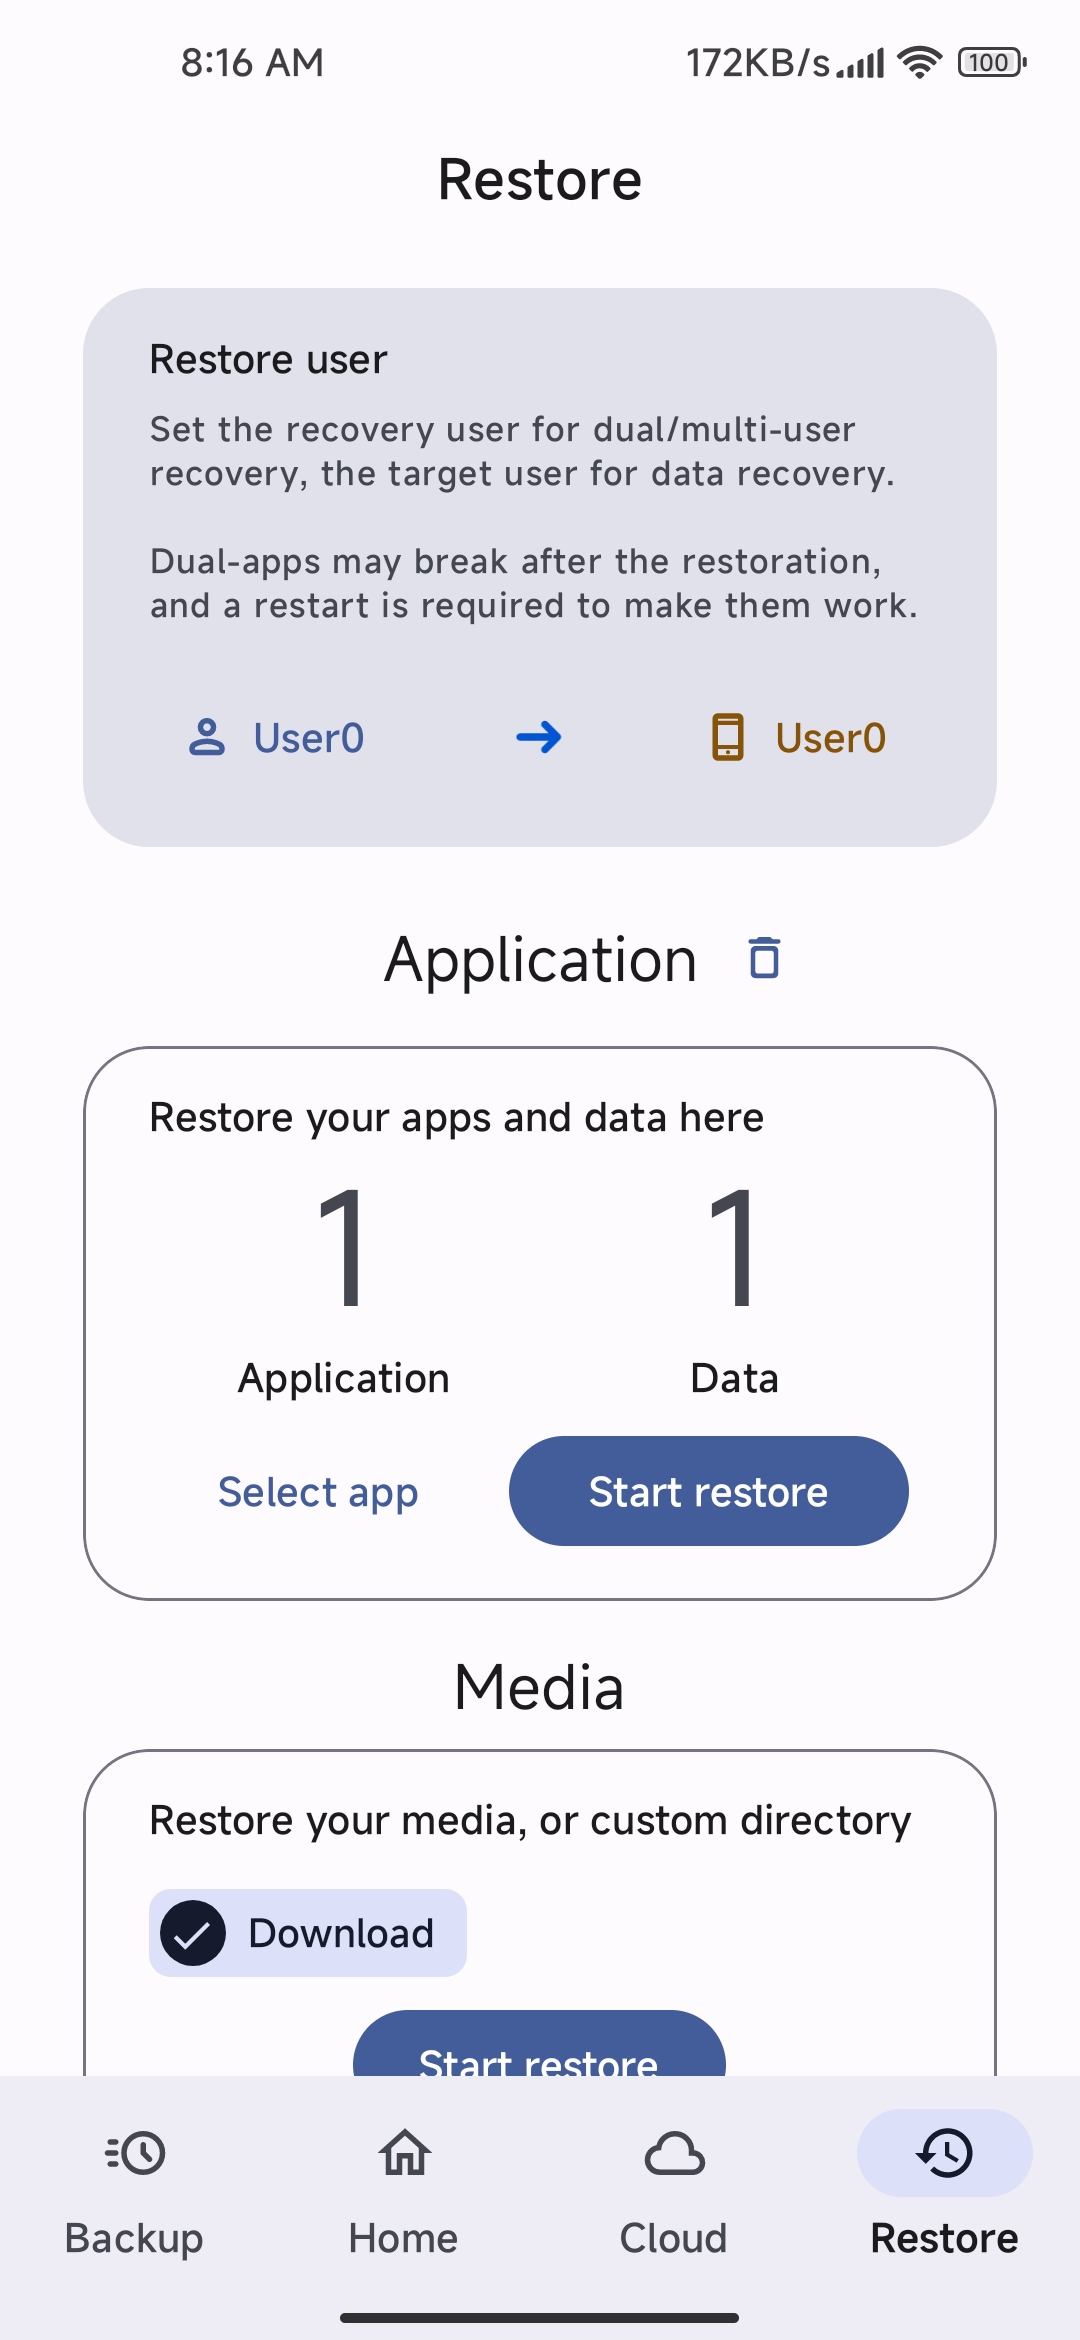 8:16 AM
172KB/s
100
Restore
Restore user
Set the recovery user for dual/multi-user
recovery, the target user for data recovery.
Dual-apps may break after the restoration,
and a restart is required to make them work.
User0
User0
Application
Restore your apps and data here
1
1
Application
Data
Select app
Start restore
Media
Restore your media, or custom directory
Download
Start restore
Backup
Home
Cloud
Restore